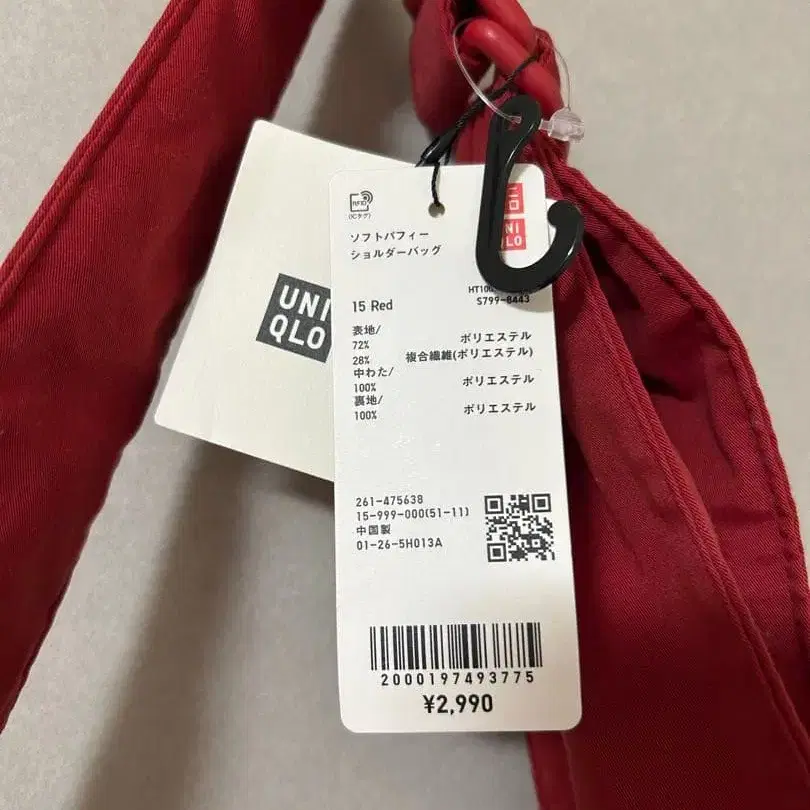 RFID
(ICタグ)
ソフトパフィー
ショルダーバッグ
UNI
QLO
UNI
QLO
15 Red
S799-8443
表地/
72% ポリエステル
28% 複合繊維(ポリエステル)
中わた/
100% ポリエステル
裏地/
100% ポリエステル
261-475638
15-999-000(51-11)
中国製
01-26-5H013A
2000197493775
¥2,990